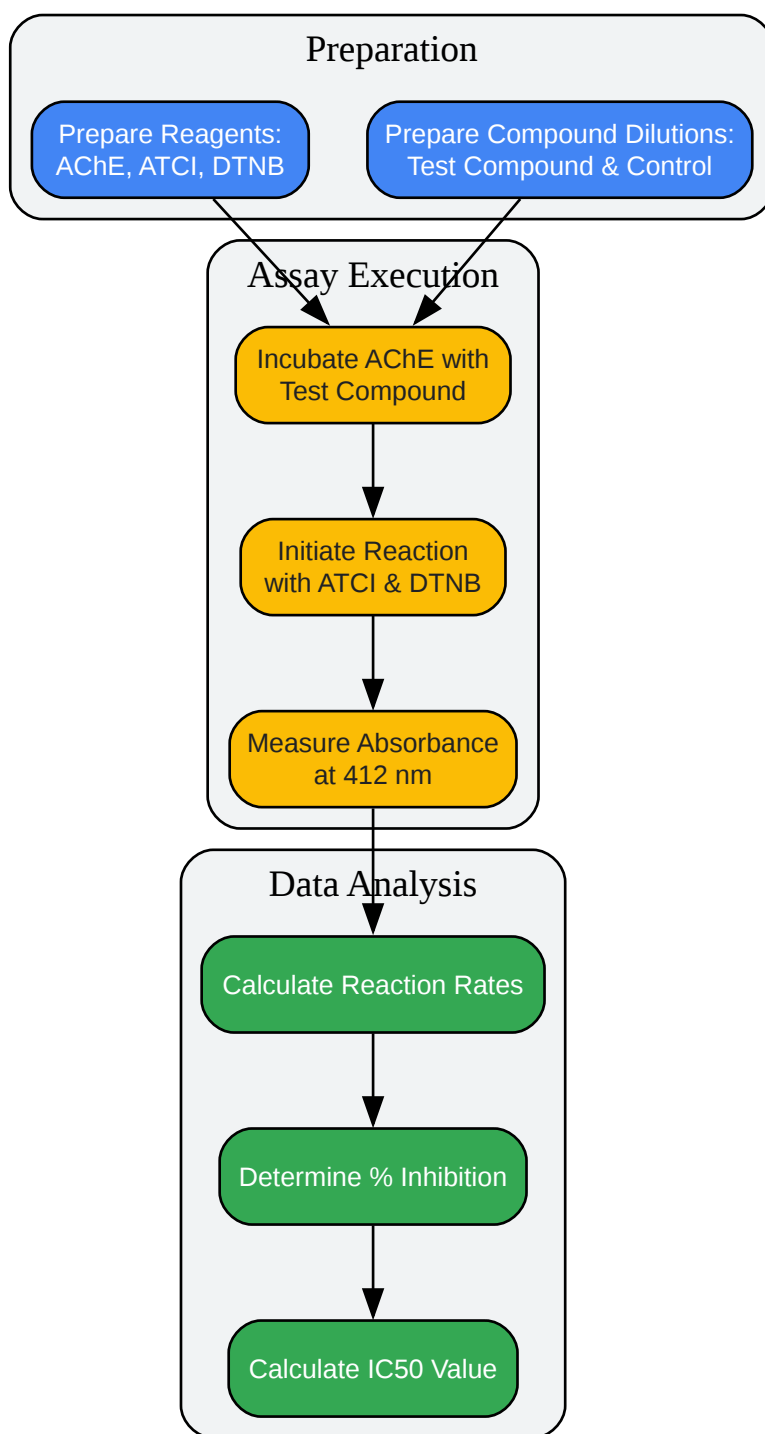 Preparation
Prepare Reagents:
AChE, ATCI, DTNB
Prepare Compound Dilutions:
Test Compound & Control
Assay Execution
Incubate AChE with
Test Compound
Initiate Reaction
with ATCI & DTNB
Measure Absorbance
at 412 nm
Data Analysis
Calculate Reaction Rates
Determine % Inhibition
Calculate IC50 Value